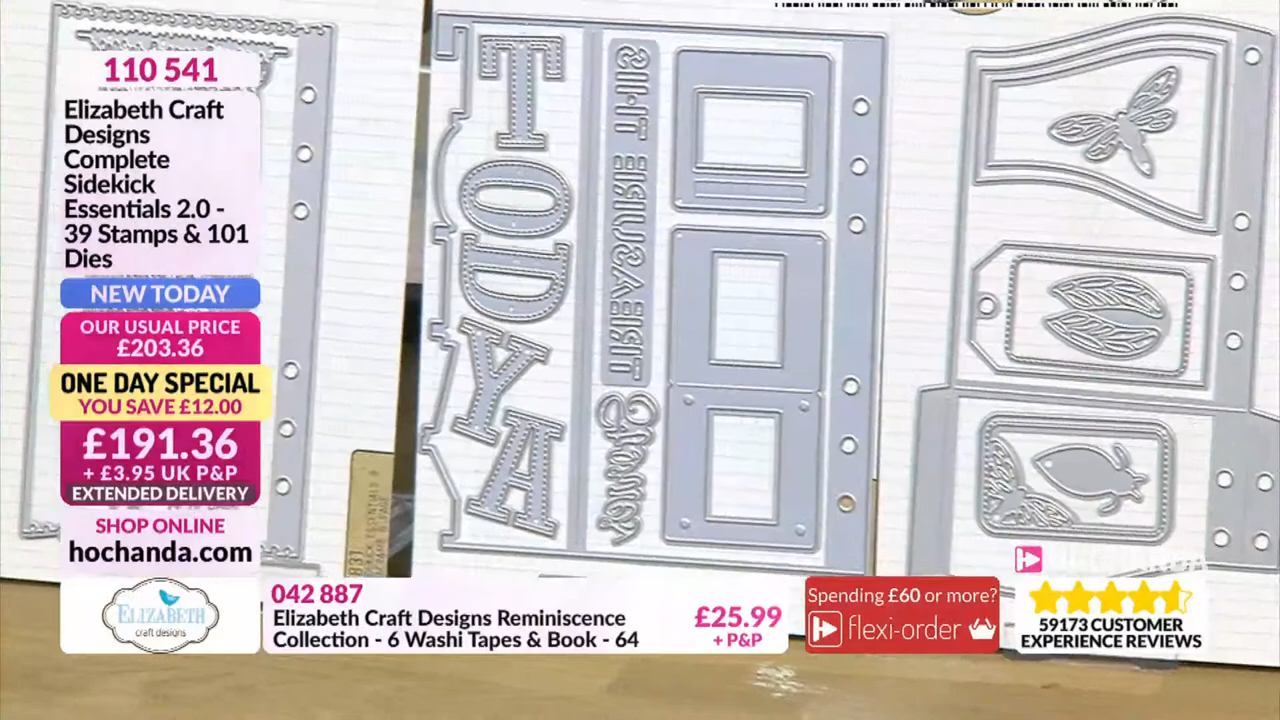 110 541
Elizabeth Craft
Designs
Complete
Sidekick
Essentials 2.0 -
39 Stamps & 101
Dies
NEW TODAY
OUR USUAL PRICE
£203.36
ONE DAY SPECIAL
YOU SAVE £12.00
£191.36
+ £3.95 UK P&P
EXTENDED DELIVERY
SHOP ONLINE
hochanda.com
TODAY
ELIZABETH
craft designs
042 887
Elizabeth Craft Designs Reminiscence
Collection - 6 Washi Tapes & Book - 64
£25.99
+ P&P
Spending £60 or more?
flexi-order
59173 CUSTOMER
EXPERIENCE REVIEWS